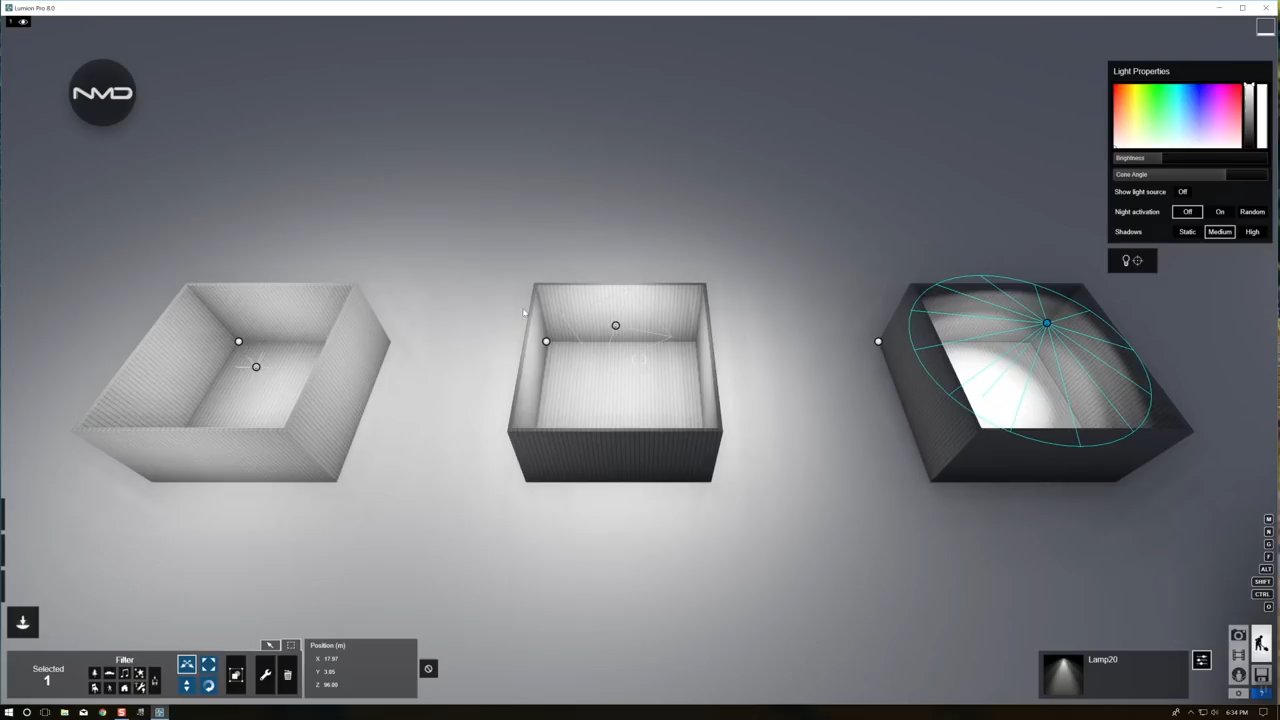 Lumion Pro 8.0
1
NMD
Light Properties
Brightness
Cone Angle
Show light source Off
Night activation Off On Random
Shadows Static Medium High
M
N
G
F
ALT
SHIFT
CTRL
O
Selected
1
Filter
Position (m)
X 17.97
Y 3.85
Z 96.00
Lamp20
6:34 PM